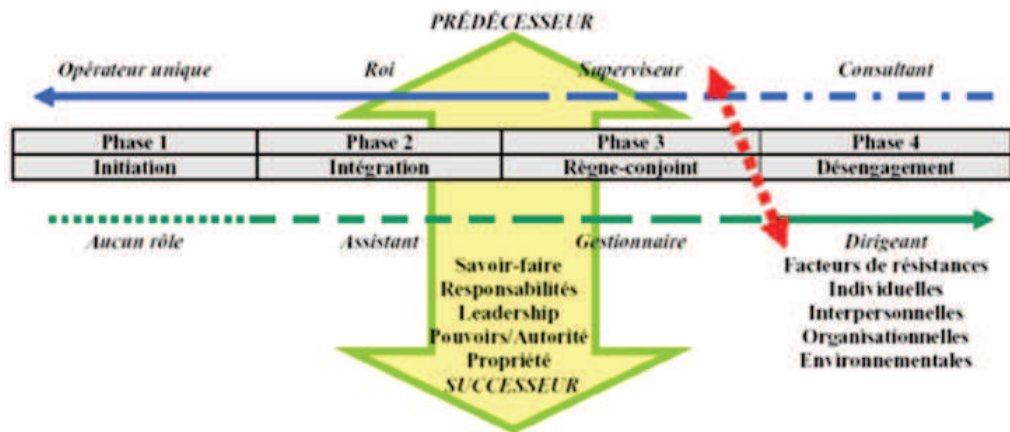 PRÉDÉCESSEUR
Opérateur unique Roi Superviseur Consultant
Phase 1 Phase 2 Phase 3 Phase 4
Initiation Intégration Règne-conjoint Désengagement
Aucun rôle Assistant Gestionnaire Dirigeant
Savoir-faire Facteurs de résistances
Responsabilités Individuelles
Leadership Interpersonnelles
Pouvoirs/Autorité Organisationnelles
Propriété Environnementales
SUCCESSEUR